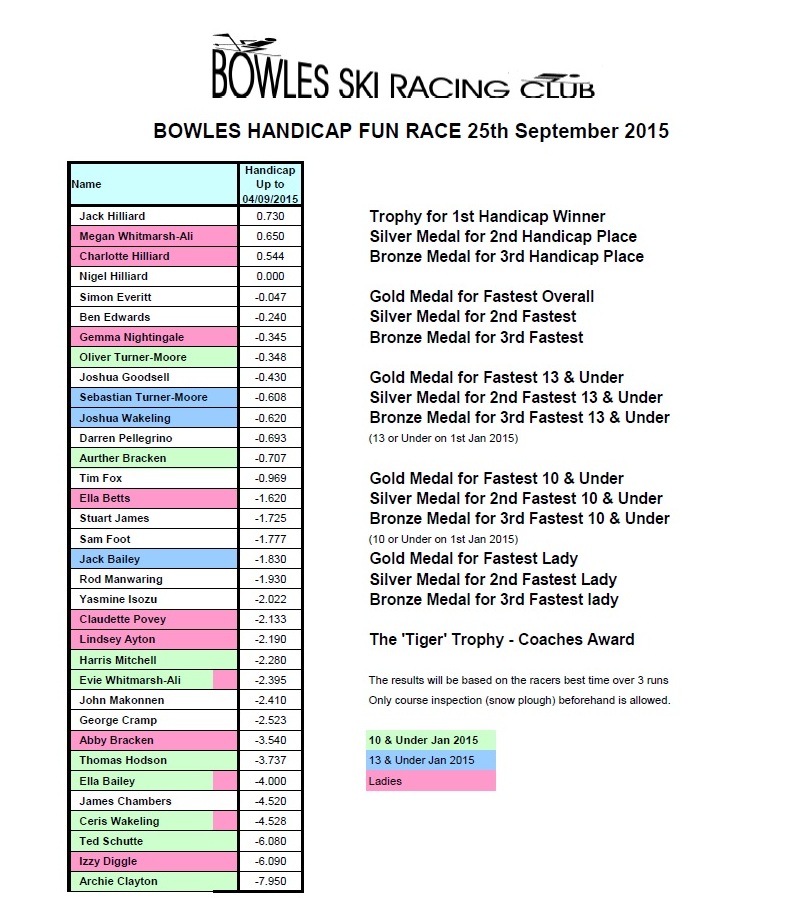 BOWLES SKI RACING CLUB
BOWLES HANDICAP FUN RACE 25th September 2015
Name Handicap Up to 04/09/2015
Jack Hilliard 0.730
Megan Whitmarsh-Ali 0.650
Charlotte Hilliard 0.544
Nigel Hilliard 0.000
Simon Everitt -0.047
Ben Edwards -0.240
Gemma Nightingale -0.345
Oliver Turner-Moore -0.348
Joshua Goodsell -0.430
Sebastian Turner-Moore -0.608
Joshua Wakeling -0.620
Darren Pellegrino -0.693
Aurther Bracken -0.707
Tim Fox -0.969
Ella Betts -1.620
Stuart James -1.725
Sam Foot -1.777
Jack Bailey -1.830
Rod Manwaring -1.930
Yasmine Isozu -2.022
Claudette Povey -2.133
Lindsey Ayton -2.190
Harris Mitchell -2.280
Evie Whitmarsh-Ali -2.395
John Makonnen -2.410
George Cramp -2.523
Abby Bracken -3.540
Thomas Hodson -3.737
Ella Bailey -4.000
James Chambers -4.520
Ceris Wakeling -4.528
Ted Schutte -6.080
Izzy Diggle -6.090
Archie Clayton -7.950
Trophy for 1st Handicap Winner
Silver Medal for 2nd Handicap Place
Bronze Medal for 3rd Handicap Place
Gold Medal for Fastest Overall
Silver Medal for 2nd Fastest
Bronze Medal for 3rd Fastest
Gold Medal for Fastest 13 & Under
Silver Medal for 2nd Fastest 13 & Under
Bronze Medal for 3rd Fastest 13 & Under
(13 or Under on 1st Jan 2015)
Gold Medal for Fastest 10 & Under
Silver Medal for 2nd Fastest 10 & Under
Bronze Medal for 3rd Fastest 10 & Under
(10 or Under on 1st Jan 2015)
Gold Medal for Fastest Lady
Silver Medal for 2nd Fastest Lady
Bronze Medal for 3rd Fastest lady
The 'Tiger' Trophy - Coaches Award
The results will be based on the racers best time over 3 runs
Only course inspection (snow plough) beforehand is allowed.
10 & Under Jan 2015
13 & Under Jan 2015
Ladies